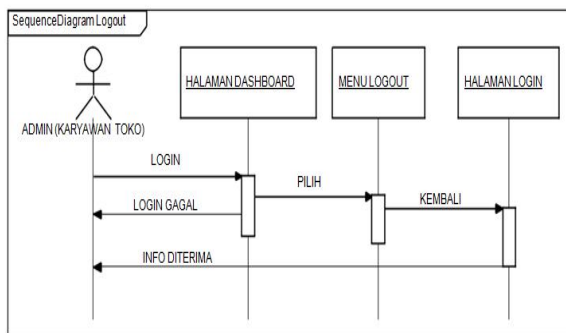 SequenceDiagram Logout
HALAMAN DASHBOARD
MENU LOGOUT
HALAMAN LOGIN
ADMIN (KARYAWAN TOKO)
LOGIN
PILIH
KEMBALI
LOGIN GAGAL
INFO DITERIMA